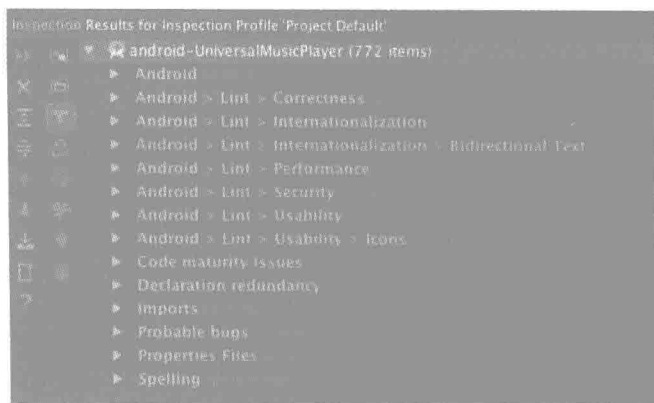 Inspection Results for Inspection Profile 'Project Default'
android-UniversalMusicPlayer (772 items)
Android
Android > Lint > Correctness
Android > Lint > Internationalization
Android > Lint > Internationalization > Bidirectional Text
Android > Lint > Performance
Android > Lint > Security
Android > Lint > Usability
Android > Lint > Usability > Icons
Code maturity issues
Declaration redundancy
Imports
Probable bugs
Properties Files
Spelling